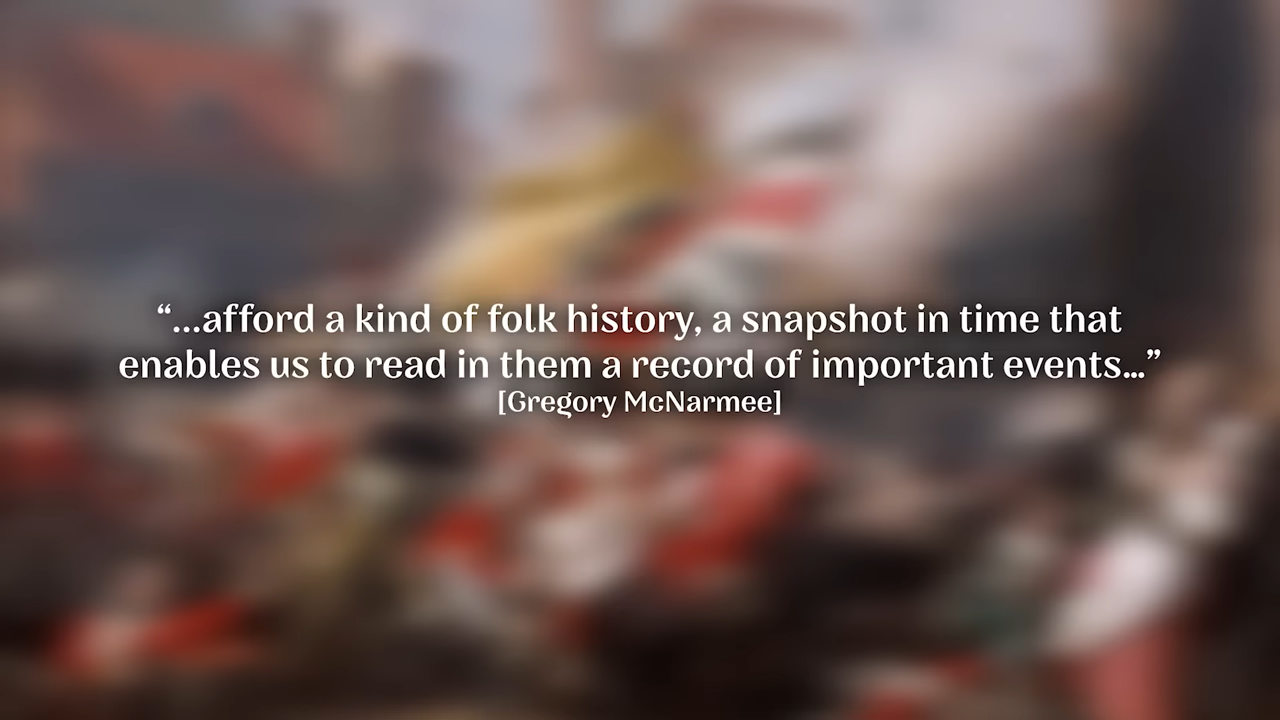 “...afford a kind of folk history, a snapshot in time that
enables us to read in them a record of important events...”
[Gregory McNarmee]